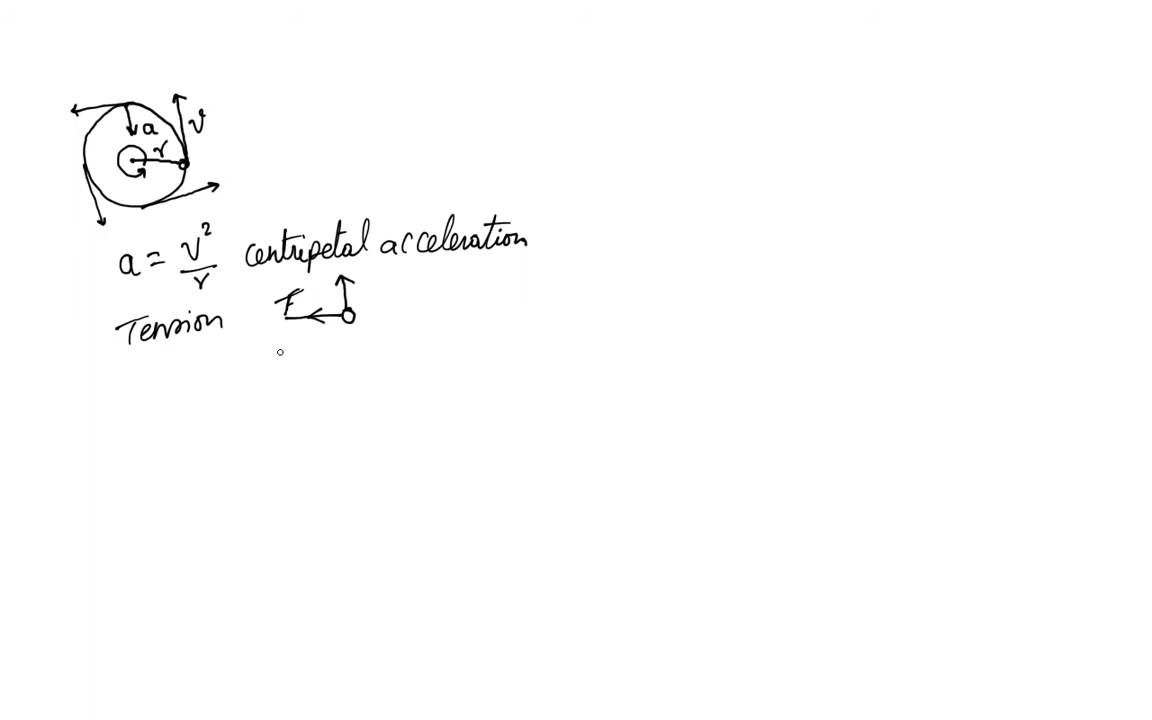 v
a
r
a = v²/r centripetal acceleration
Tension F